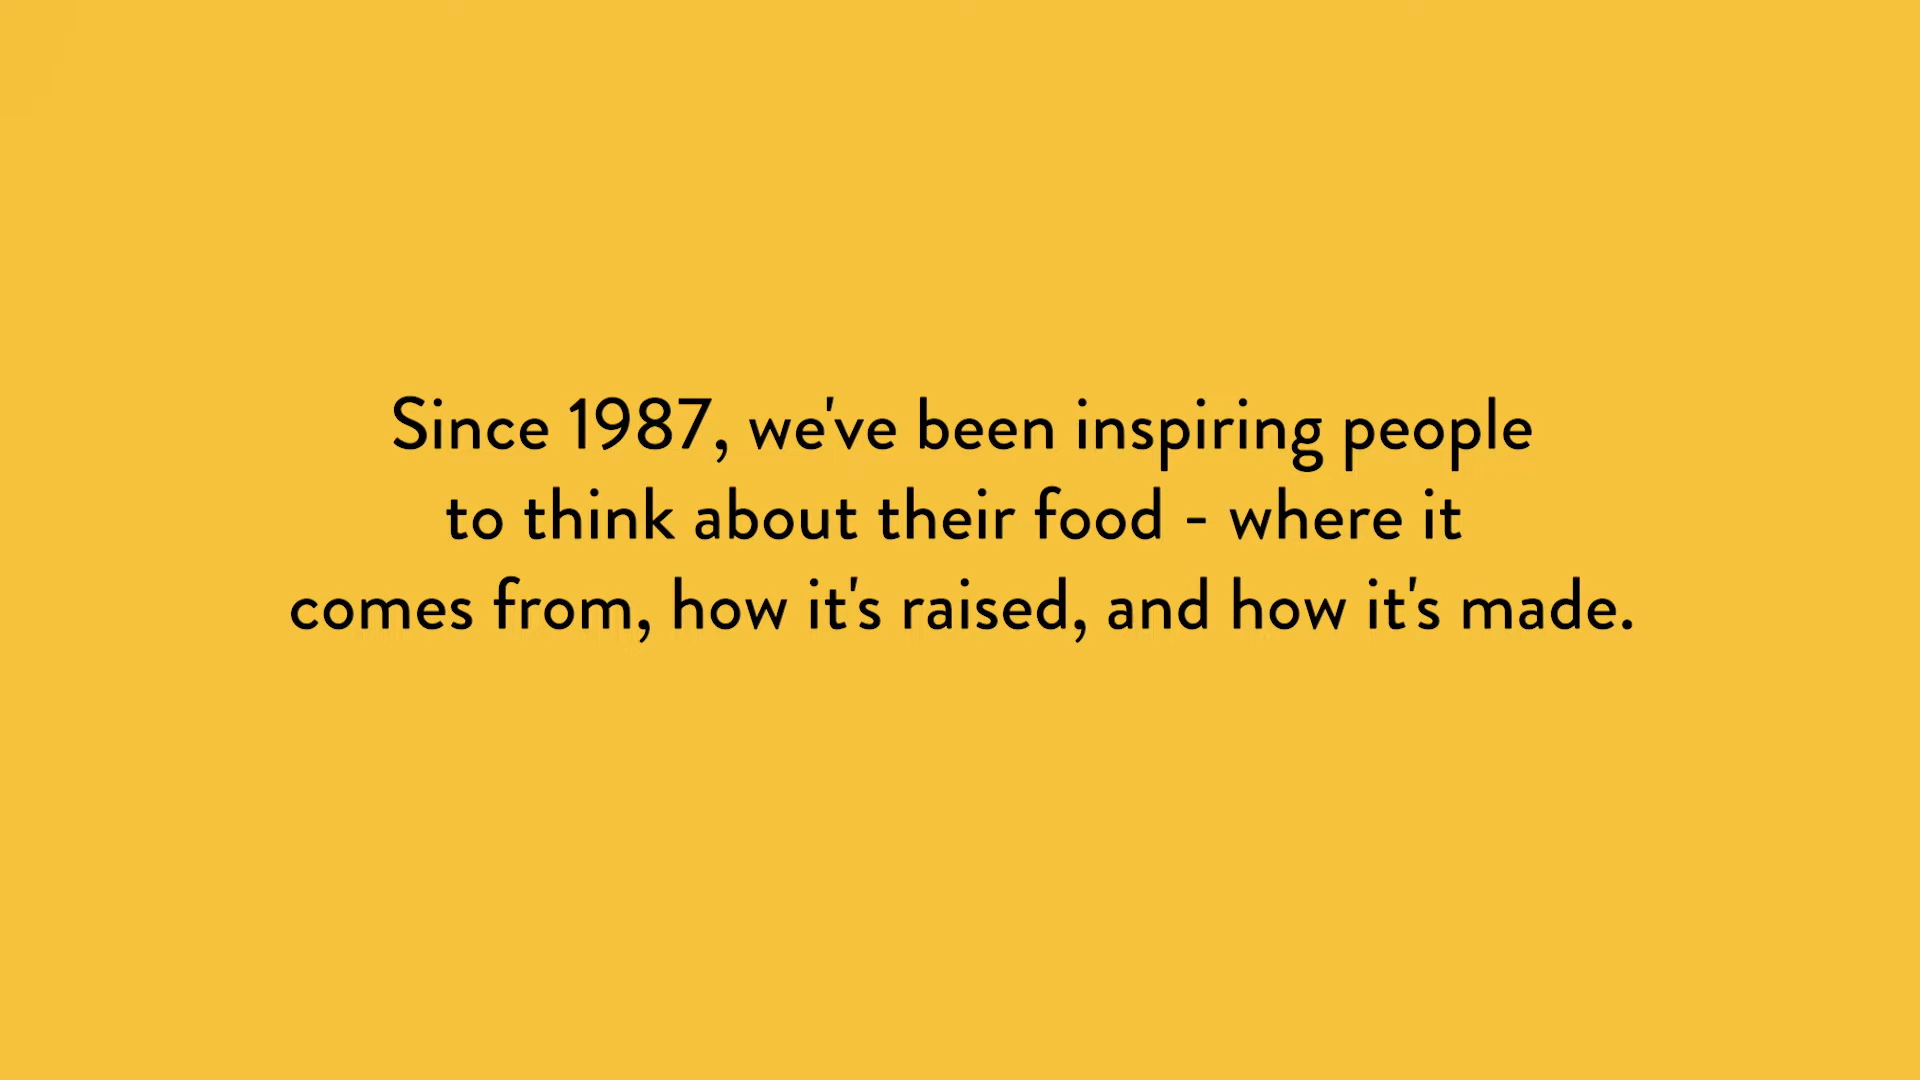 Since 1987, we've been inspiring people
to think about their food - where it
comes from, how it's raised, and how it's made.